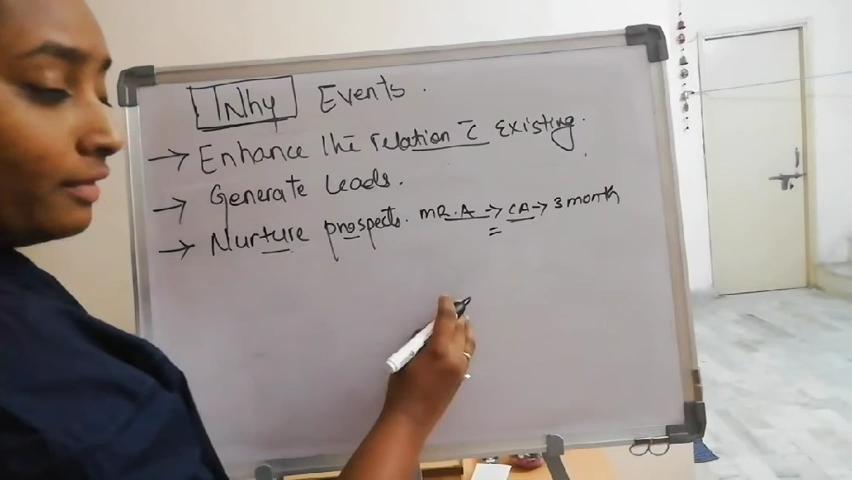 Why Events.
→ Enhance the relation c̄ existing.
→ Generate leads.
→ Nurture prospects. MR.A → CA → 3 month